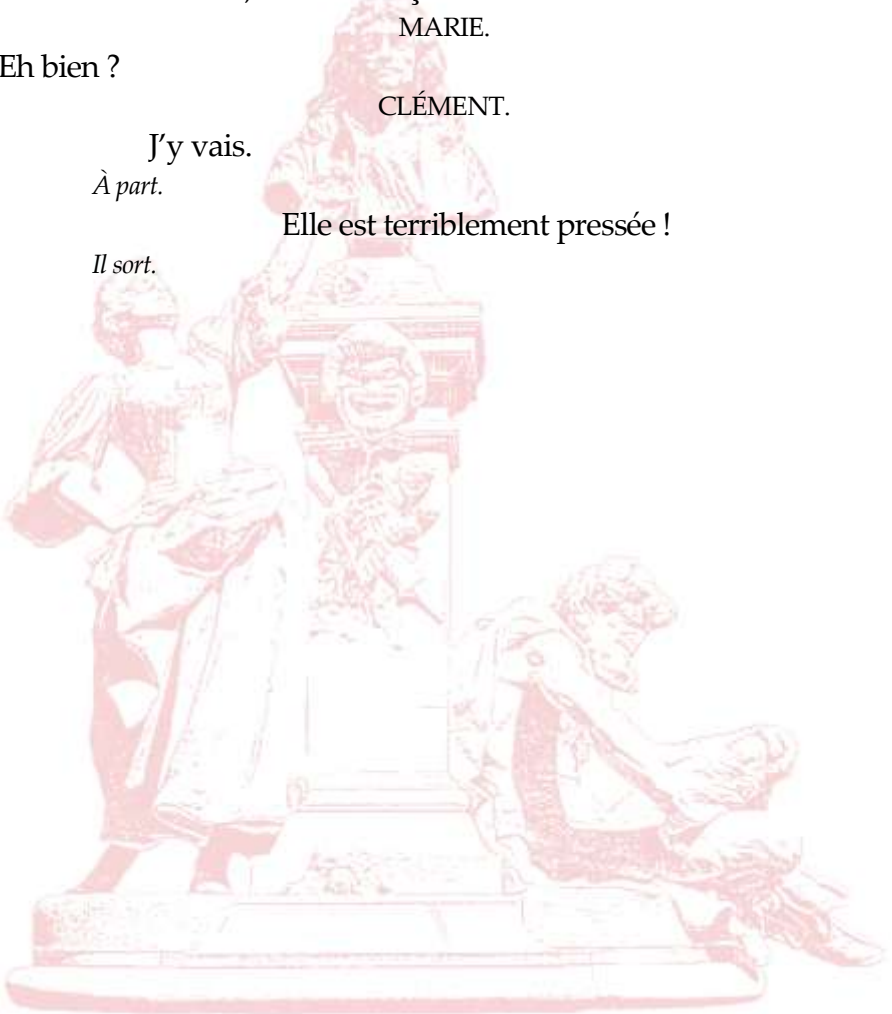 MARIE.
Eh bien ?
CLÉMENT.
J'y vais.
À part.
Elle est terriblement pressée !
Il sort.